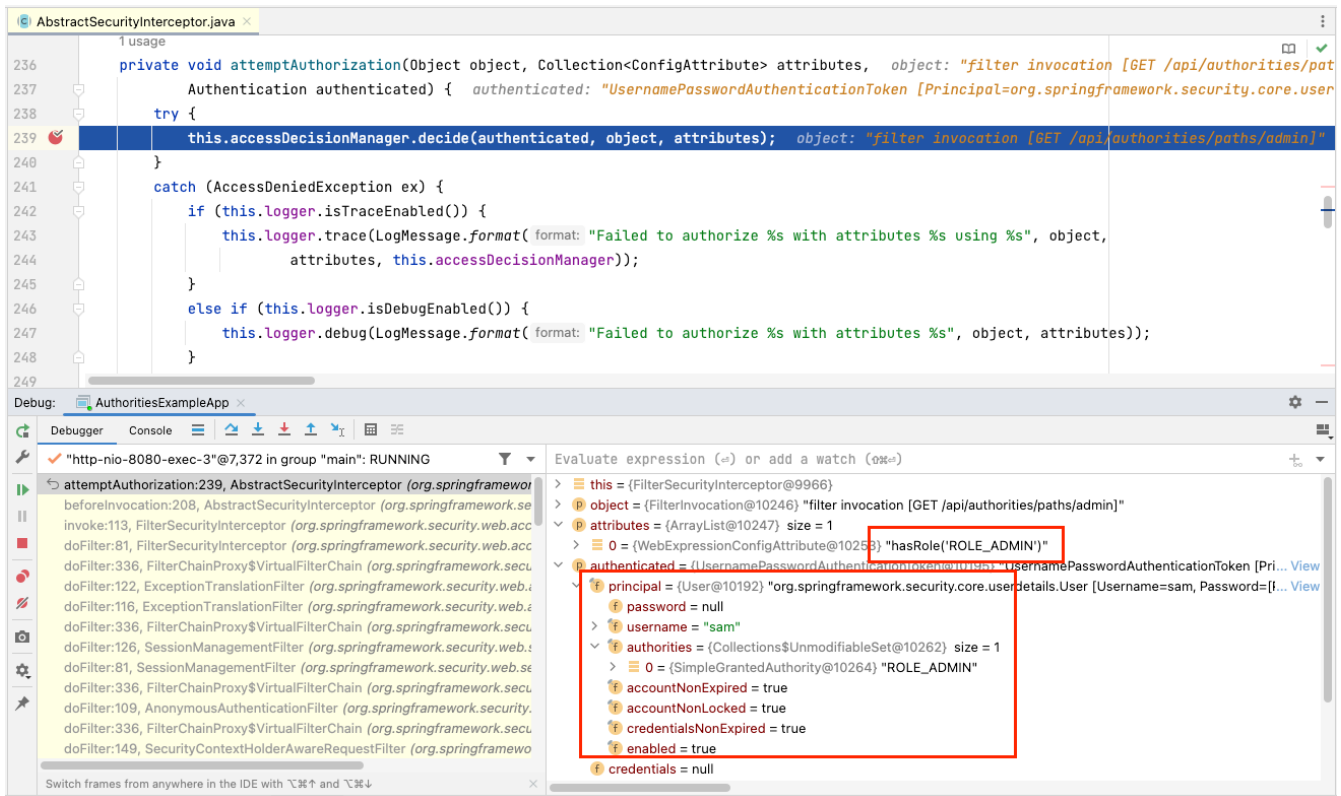 AbstractSecurityInterceptor.java
1 usage
236 private void attemptAuthorization(Object object, Collection<ConfigAttribute> attributes, object: "filter invocation [GET /api/authorities/pat
237 Authentication authenticated) { authenticated: "UsernamePasswordAuthenticationToken [Principal=org.springframework.security.core.user
238 try {
239 this.accessDecisionManager.decide(authenticated, object, attributes); object: "filter invocation [GET /api/authorities/paths/admin]"
240 }
241 catch (AccessDeniedException ex) {
242 if (this.logger.isTraceEnabled()) {
243 this.logger.trace(LogMessage.format( format: "Failed to authorize %s with attributes %s using %s", object,
244 attributes, this.accessDecisionManager));
245 }
246 else if (this.logger.isDebugEnabled()) {
247 this.logger.debug(LogMessage.format( format: "Failed to authorize %s with attributes %s", object, attributes));
248 }
249
Debug: AuthoritiesExampleApp
Debugger Console
"http-nio-8080-exec-3"@7,372 in group "main": RUNNING
attemptAuthorization:239, AbstractSecurityInterceptor (org.springframewor
beforeInvocation:208, AbstractSecurityInterceptor (org.springframework.se
invoke:113, FilterSecurityInterceptor (org.springframework.security.web.acc
doFilter:81, FilterSecurityInterceptor (org.springframework.security.web.acc
doFilter:336, FilterChainProxy$VirtualFilterChain (org.springframework.secu
doFilter:122, ExceptionTranslationFilter (org.springframework.security.web.a
doFilter:116, ExceptionTranslationFilter (org.springframework.security.web.a
doFilter:336, FilterChainProxy$VirtualFilterChain (org.springframework.secu
doFilter:126, SessionManagementFilter (org.springframework.security.web.s
doFilter:81, SessionManagementFilter (org.springframework.security.web.se
doFilter:336, FilterChainProxy$VirtualFilterChain (org.springframework.secu
doFilter:109, AnonymousAuthenticationFilter (org.springframework.security.
doFilter:336, FilterChainProxy$VirtualFilterChain (org.springframework.secu
doFilter:149, SecurityContextHolderAwareRequestFilter (org.springframewo
Switch frames from anywhere in the IDE with ⌥⌘↑ and ⌥⌘↓
Evaluate expression (⏎) or add a watch (⇧⌘⏎)
this = {FilterSecurityInterceptor@9966}
object = {FilterInvocation@10246} "filter invocation [GET /api/authorities/paths/admin]"
attributes = {ArrayList@10247} size = 1
0 = {WebExpressionConfigAttribute@10253} "hasRole('ROLE_ADMIN')"
authenticated = {UsernamePasswordAuthenticationToken@10195} "UsernamePasswordAuthenticationToken [Pri... View
principal = {User@10192} "org.springframework.security.core.userdetails.User [Username=sam, Password=[... View
password = null
username = "sam"
authorities = {Collections$UnmodifiableSet@10262} size = 1
0 = {SimpleGrantedAuthority@10264} "ROLE_ADMIN"
accountNonExpired = true
accountNonLocked = true
credentialsNonExpired = true
enabled = true
credentials = null